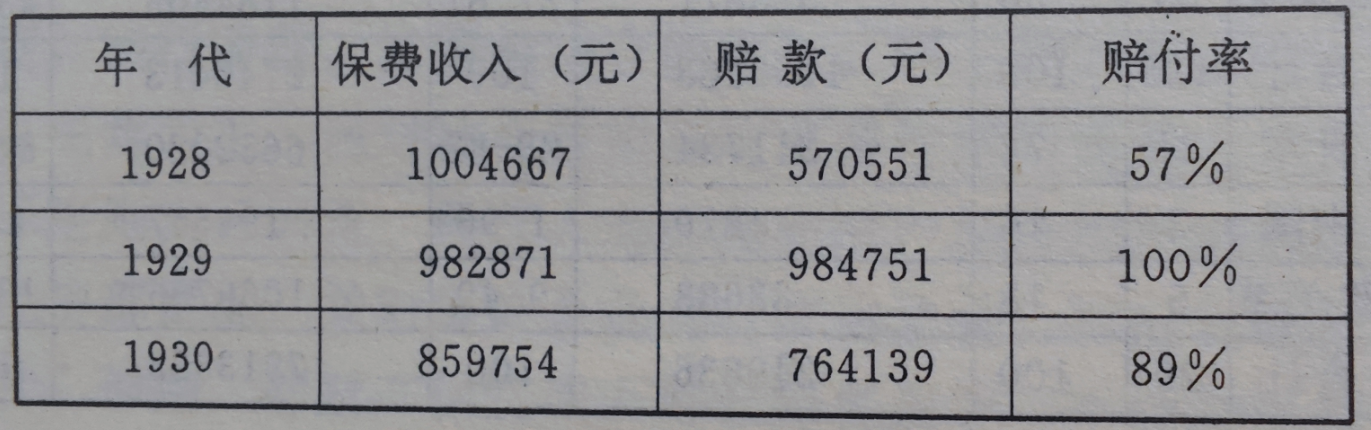 年 代 保费收入（元） 赔 款（元） 赔付率
1928 1004667 570551 57%
1929 982871 984751 100%
1930 859754 764139 89%